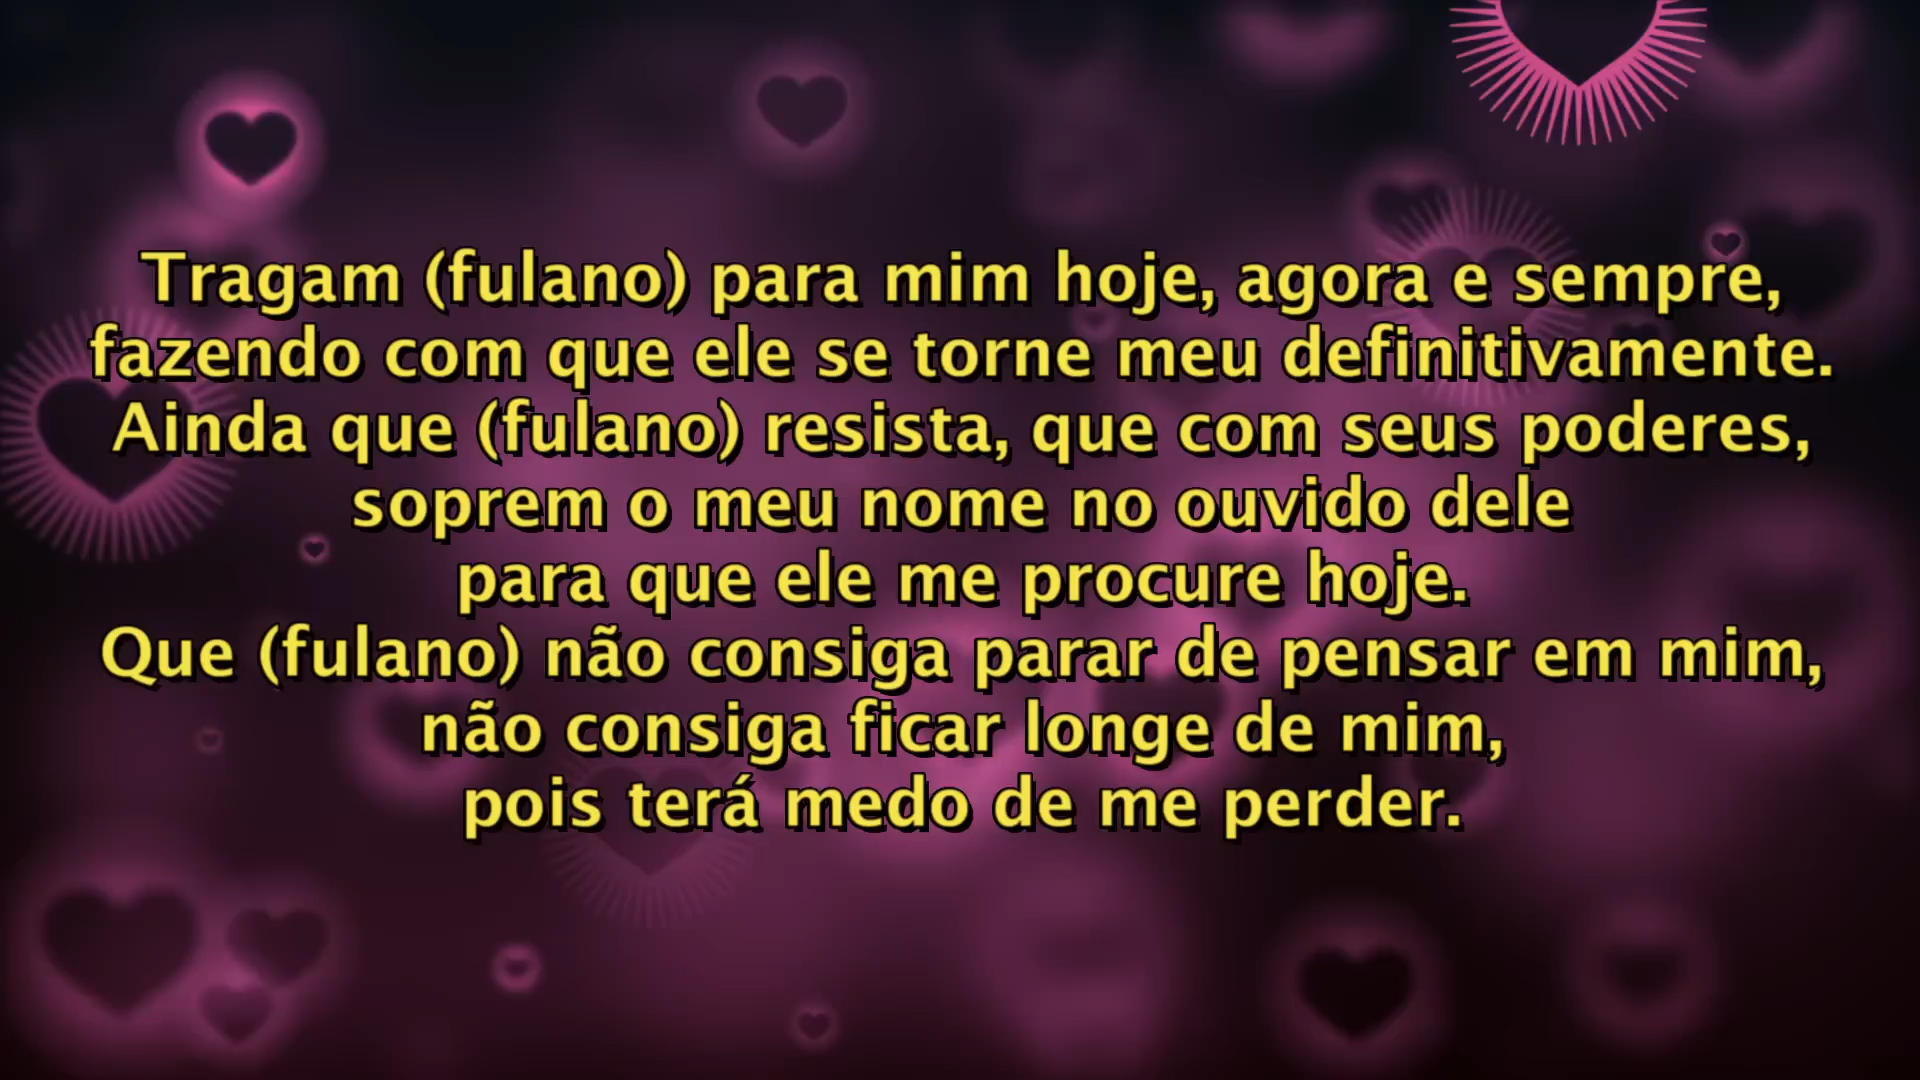 Tragam (fulano) para mim hoje, agora e sempre,
fazendo com que ele se torne meu definitivamente.
Ainda que (fulano) resista, que com seus poderes,
soprem o meu nome no ouvido dele
para que ele me procure hoje.
Que (fulano) não consiga parar de pensar em mim,
não consiga ficar longe de mim,
pois terá medo de me perder.